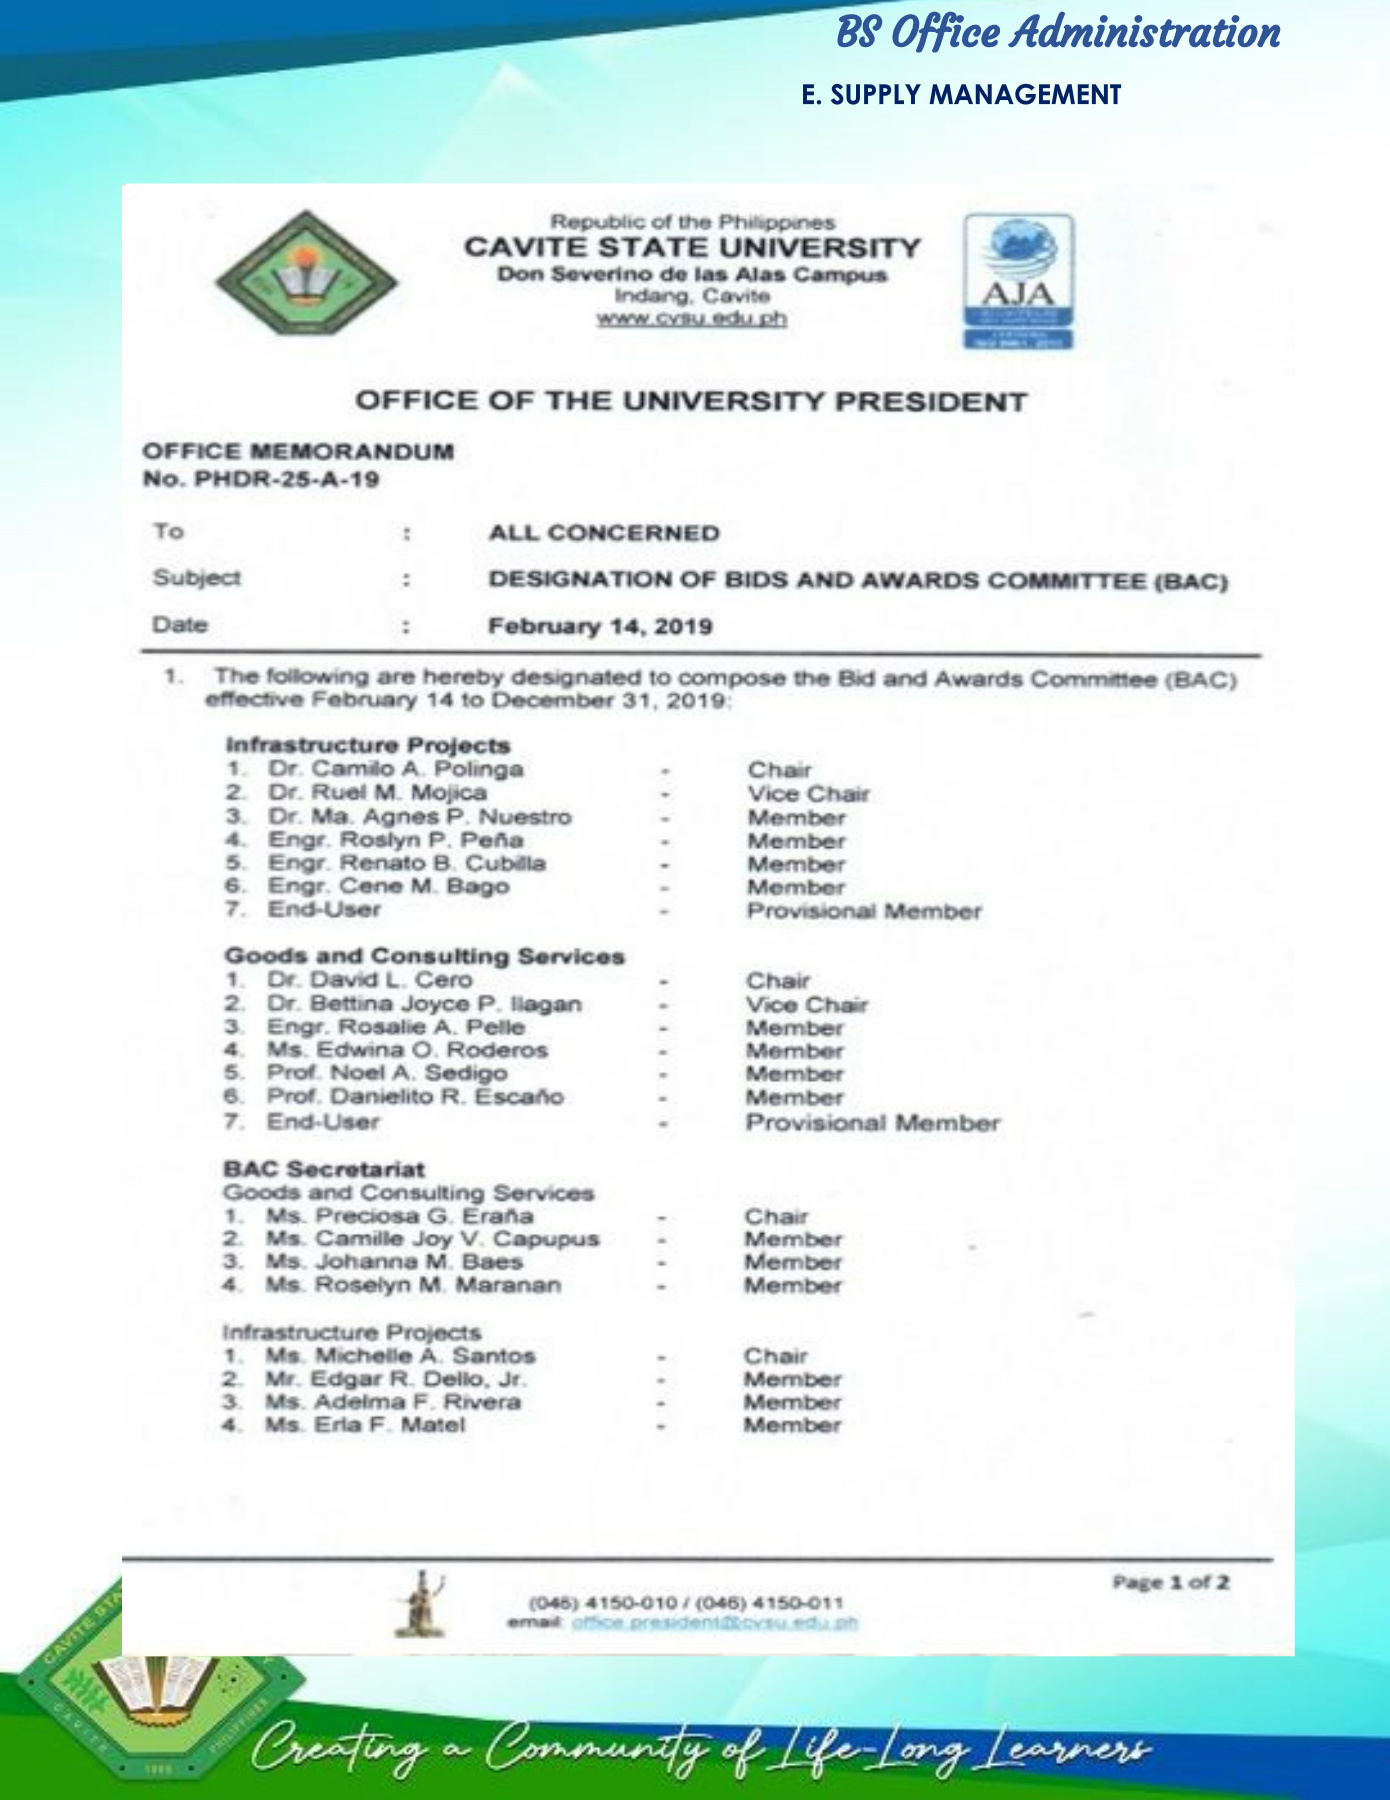 BS Office Administration
E. SUPPLY MANAGEMENT
Republic of the Philippines
CAVITE STATE UNIVERSITY
Don Severino de las Alas Campus
Indang, Cavite
www.cvsu.edu.ph
AJA
OFFICE OF THE UNIVERSITY PRESIDENT
OFFICE MEMORANDUM
No. PHDR-25-A-19
To : ALL CONCERNED
Subject : DESIGNATION OF BIDS AND AWARDS COMMITTEE (BAC)
Date : February 14, 2019
1. The following are hereby designated to compose the Bid and Awards Committee (BAC)
effective February 14 to December 31, 2019:
Infrastructure Projects
1. Dr. Camilo A. Polinga - Chair
2. Dr. Ruel M. Mojica - Vice Chair
3. Dr. Ma. Agnes P. Nuestro - Member
4. Engr. Roslyn P. Peña - Member
5. Engr. Renato B. Cubilla - Member
6. Engr. Cene M. Bago - Member
7. End-User - Provisional Member
Goods and Consulting Services
1. Dr. David L. Cero - Chair
2. Dr. Bettina Joyce P. Ilagan - Vice Chair
3. Engr. Rosalie A. Pelle - Member
4. Ms. Edwina O. Roderos - Member
5. Prof. Noel A. Sedigo - Member
6. Prof. Danielito R. Escaño - Member
7. End-User - Provisional Member
BAC Secretariat
Goods and Consulting Services
1. Ms. Preciosa G. Eraña - Chair
2. Ms. Camille Joy V. Capupus - Member
3. Ms. Johanna M. Baes - Member
4. Ms. Roselyn M. Maranan - Member
Infrastructure Projects
1. Ms. Michelle A. Santos - Chair
2. Mr. Edgar R. Dello, Jr. - Member
3. Ms. Adelma F. Rivera - Member
4. Ms. Erla F. Matel - Member
Page 1 of 2
(046) 4150-010 / (046) 4150-011
email: office.president@cvsu.edu.ph
CAVITE STA
CAVITE
PHILIPPINES
1906
Creating a Community of Life-Long Learners